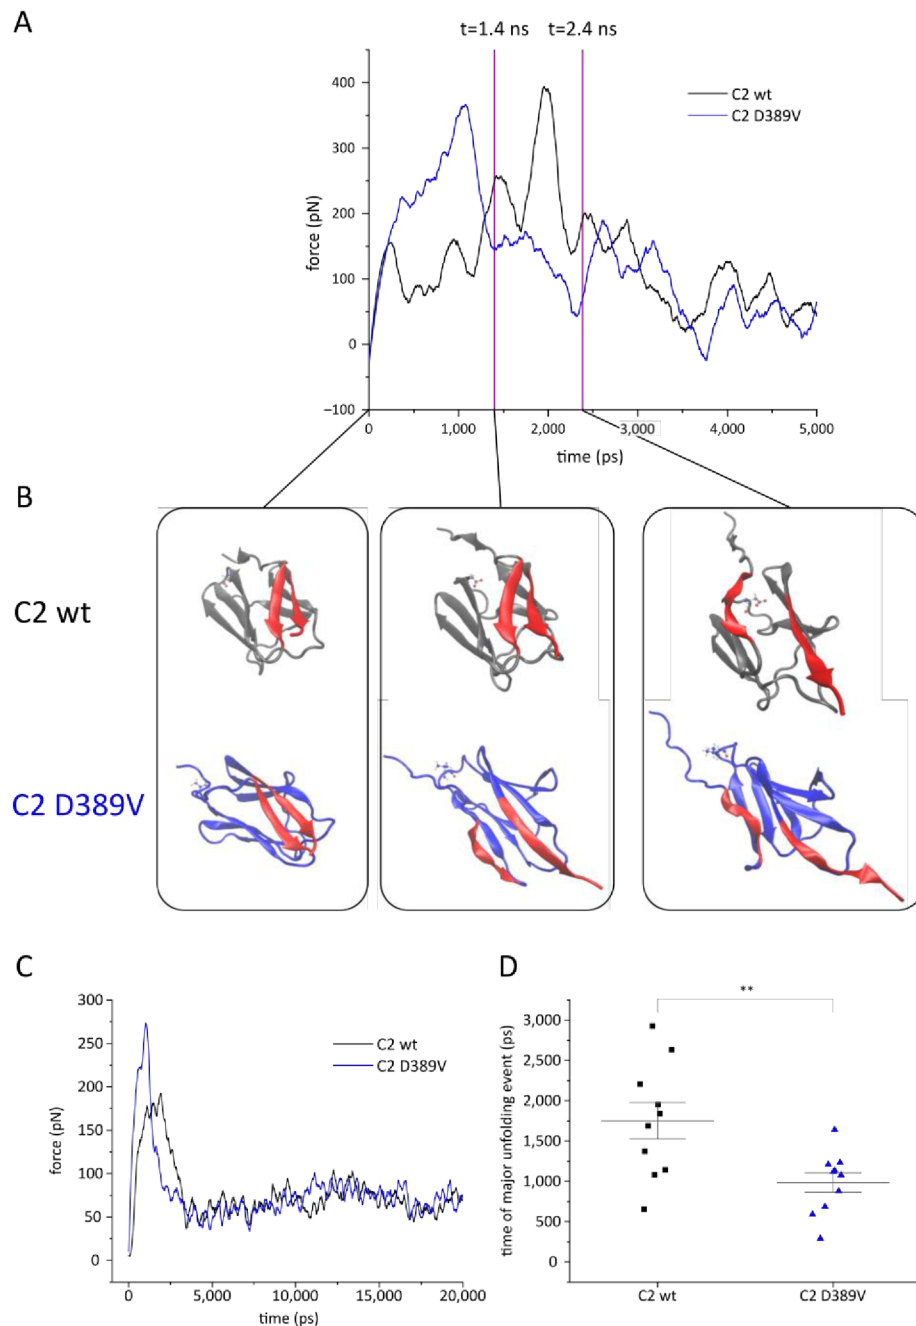 A
t=1.4 ns t=2.4 ns
400
300
200
100
0
−100
force (pN)
C2 wt
C2 D389V
0 1,000 2,000 3,000 4,000 5,000
time (ps)
B
C2 wt
C2 D389V
C
300
250
200
150
100
50
0
force (pN)
C2 wt
C2 D389V
0 5,000 10,000 15,000 20,000
time (ps)
D
**
3,000
2,500
2,000
1,500
1,000
500
0
time of major unfolding event (ps)
C2 wt C2 D389V